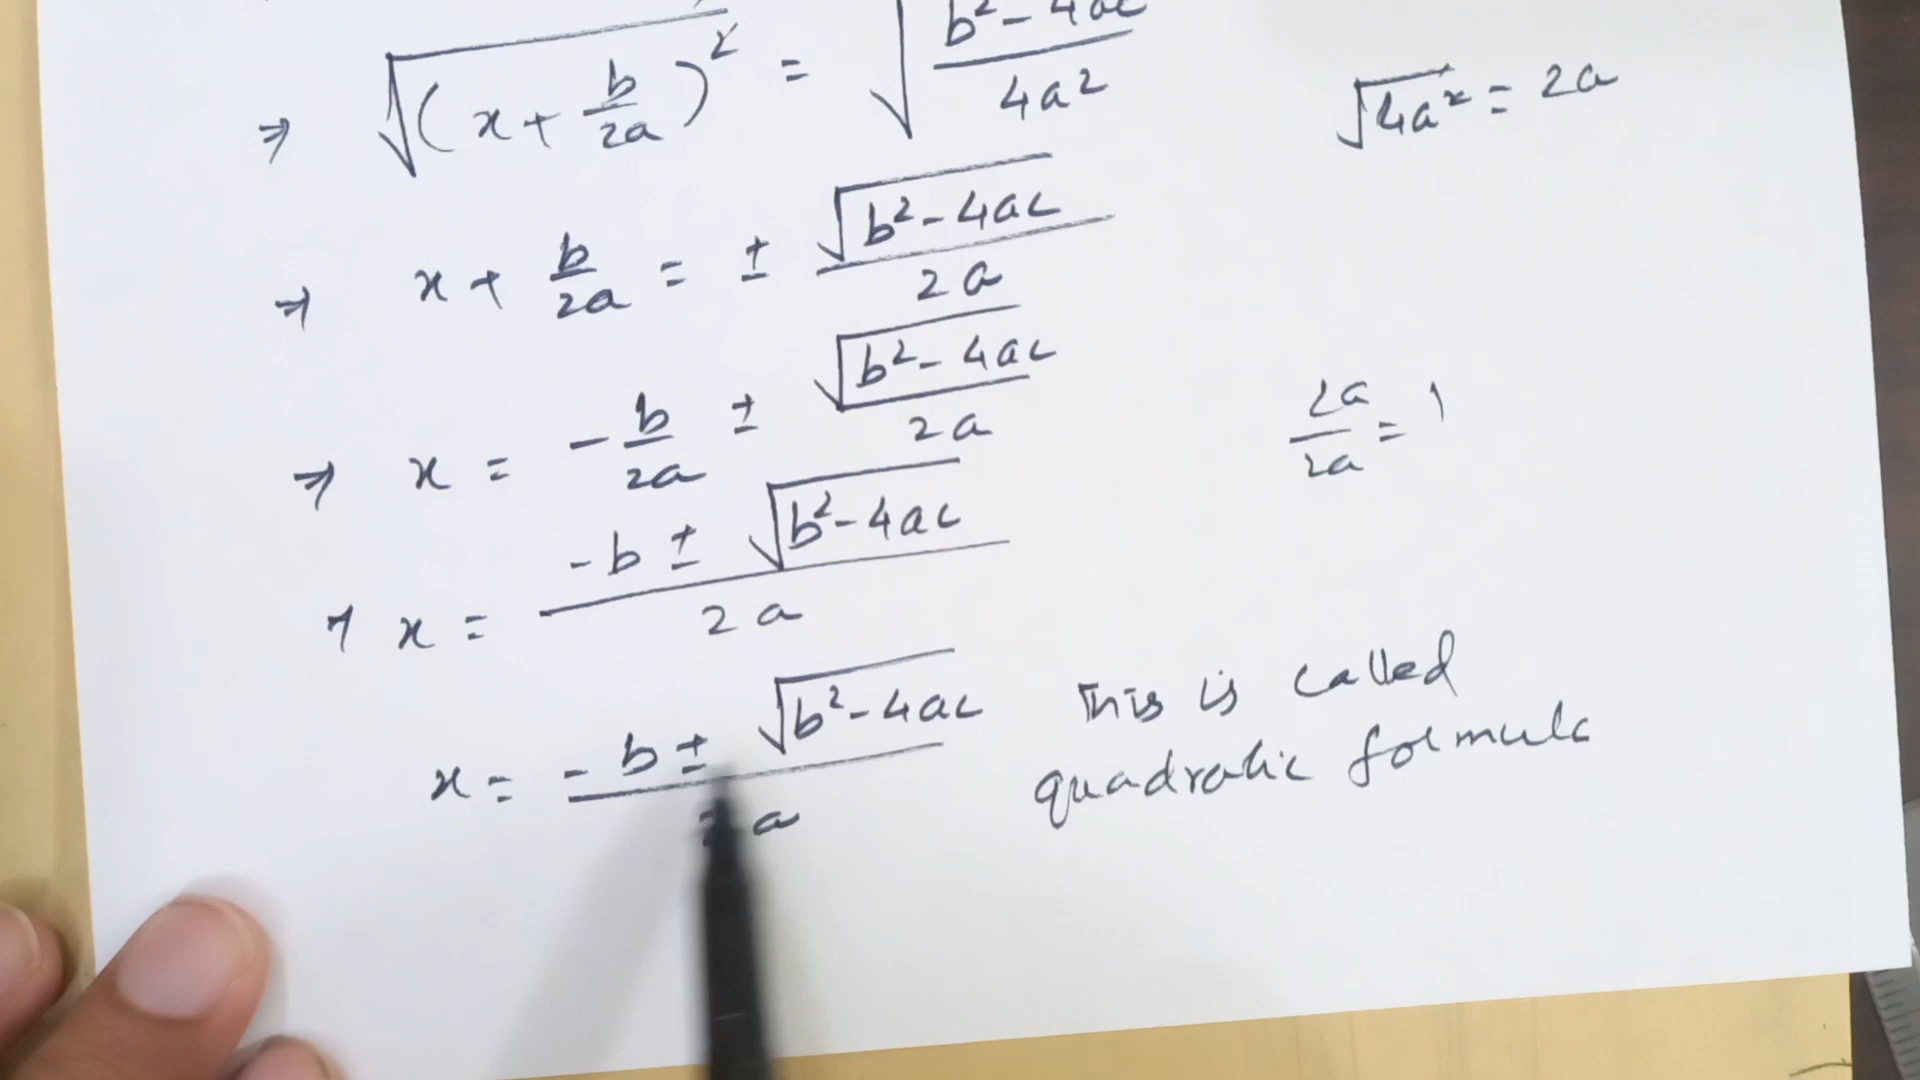 ⇒ √(x + b/2a)² = √(b² - 4ac / 4a²)
√4a² = 2a
⇒ x + b/2a = ± √b² - 4ac / 2a
⇒ x = - b/2a ± √b² - 4ac / 2a
2a/2a = 1
⇒ x = -b ± √b² - 4ac / 2a
x = -b ± √b² - 4ac / 2a
This is called
quadratic formula